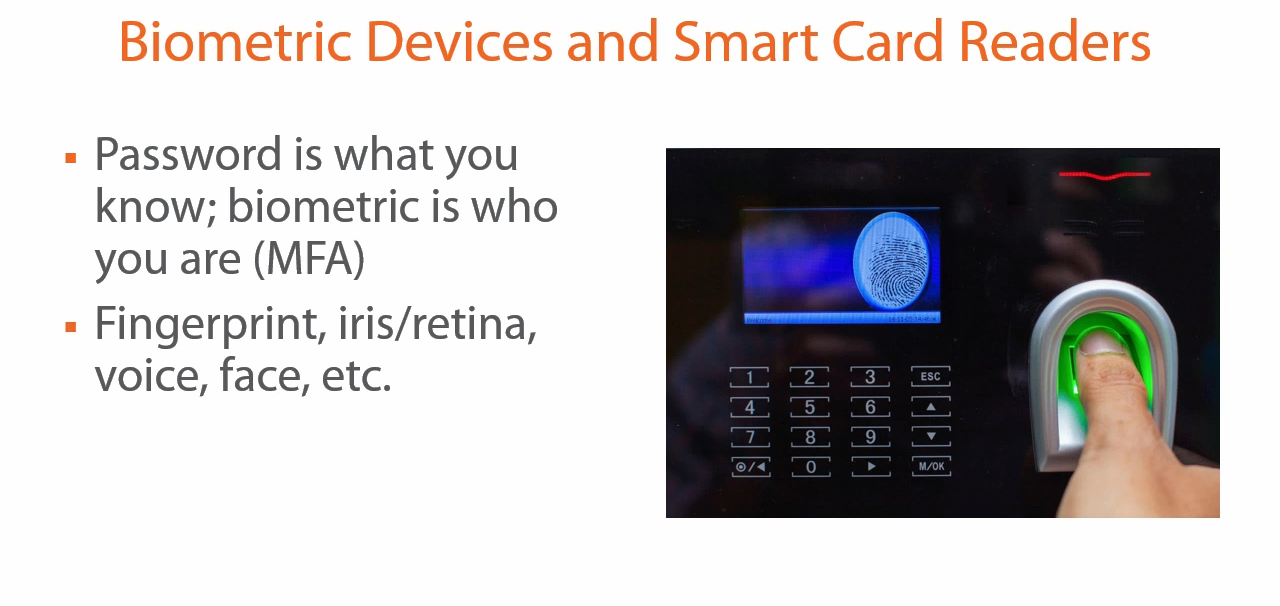 Biometric Devices and Smart Card Readers
Password is what you
know; biometric is who
you are (MFA)
Fingerprint, iris/retina,
voice, face, etc.
1 2 3 ESC
4 5 6 ▲
7 8 9 ▼
◉/◀ 0 ▶ M/OK